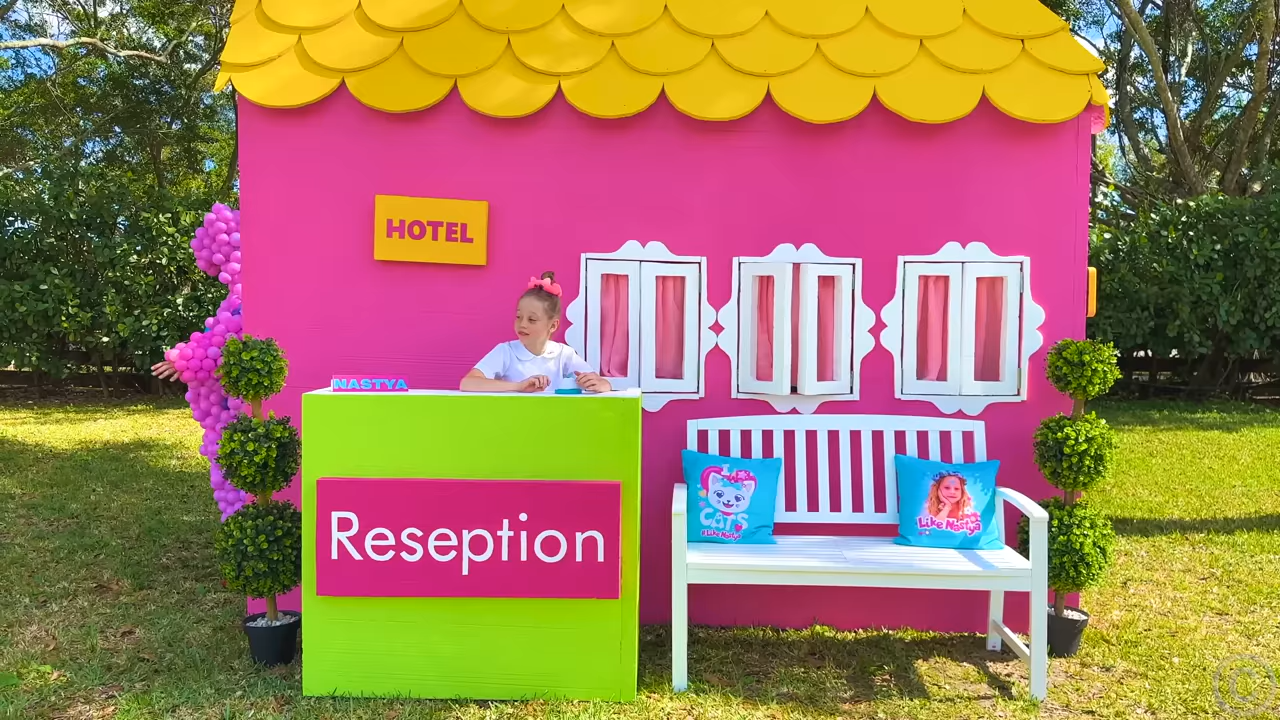 HOTEL
NASTYA
Reseption
I
CATS
#Like Nastya
Like Nastya